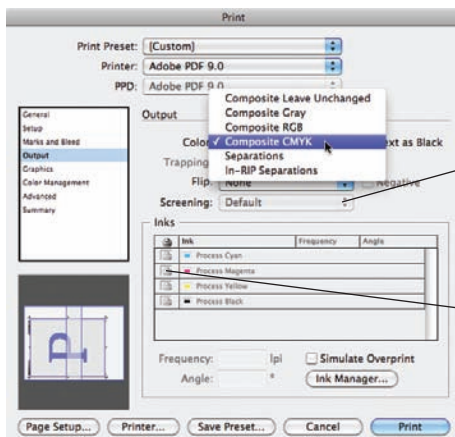 Print
Print Preset: [Custom]
Printer: Adobe PDF 9.0
PPD: Adobe PDF 9.0
General
Setup
Marks and Bleed
Output
Graphics
Color Management
Advanced
Summary
Output
Composite Leave Unchanged
Composite Gray
Composite RGB
Color ✓ Composite CMYK ext as Black
Separations
In-RIP Separations
Trapping
Flip: None Negative
Screening: Default
Inks
Ink Frequency Angle
Process Cyan
Process Magenta
Process Yellow
Process Black
Frequency: lpi Simulate Overprint
Angle: ° Ink Manager...
P
Page Setup... Printer... Save Preset... Cancel Print